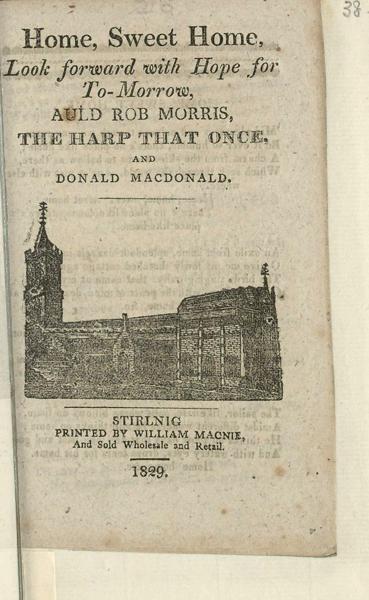 38
Home, Sweet Home,
Look forward with Hope for
To-Morrow,
AULD ROB MORRIS,
THE HARP THAT ONCE,
AND
DONALD MACDONALD.
STIRLNIG
PRINTED BY WILLIAM MACNIE,
And Sold Wholesale and Retail.
1829.